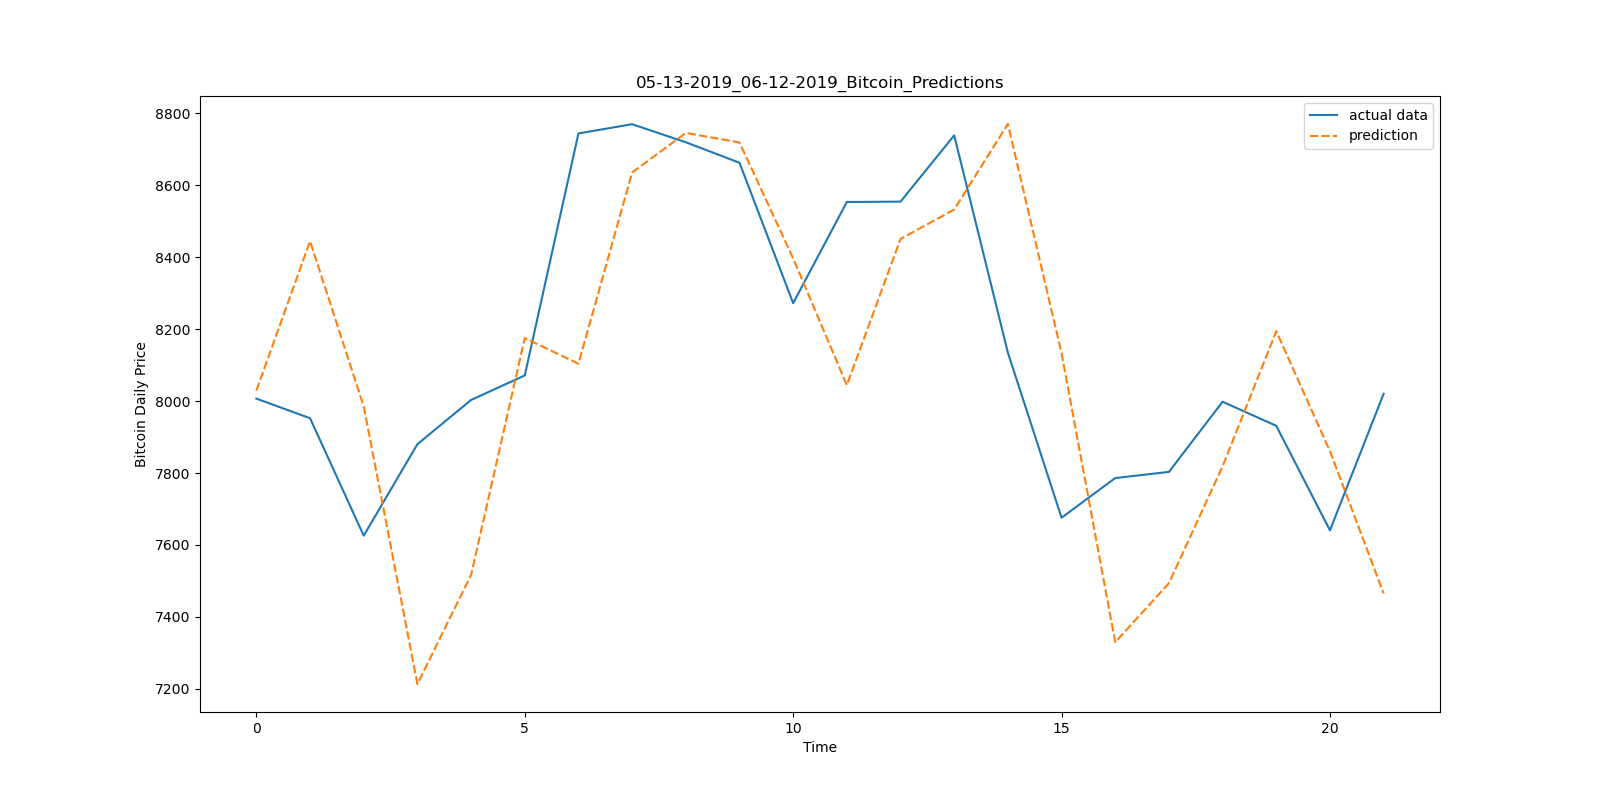 05-13-2019_06-12-2019_Bitcoin_Predictions
actual data
prediction
Bitcoin Daily Price
8800
8600
8400
8200
8000
7800
7600
7400
7200
0 5 10 15 20
Time